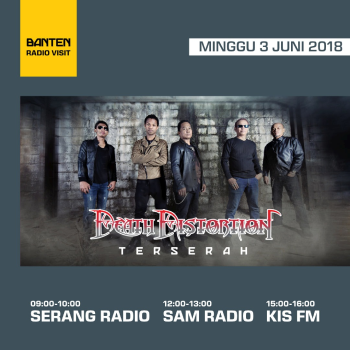 BANTEN
RADIO VISIT
MINGGU 3 JUNI 2018
DEATH DISTORTION
TERSERAH
09:00-10:00
SERANG RADIO
12:00-13:00
SAM RADIO
15:00-16:00
KIS FM